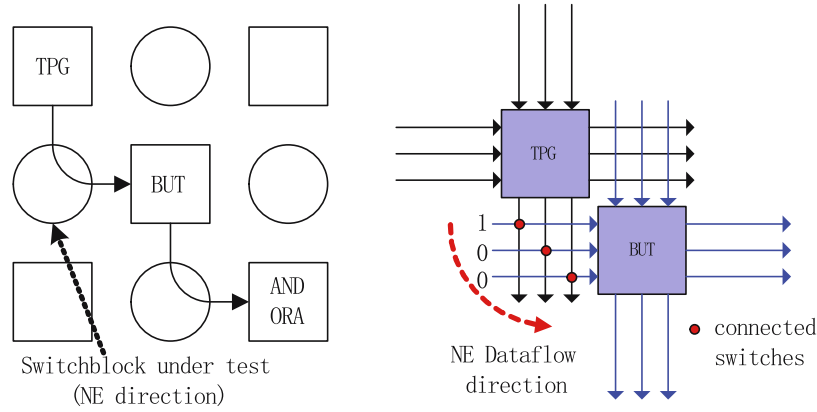 TPG
BUT
AND
ORA
Switchblock under test
(NE direction)
TPG
1
0
0
BUT
NE Dataflow
direction
connected
switches